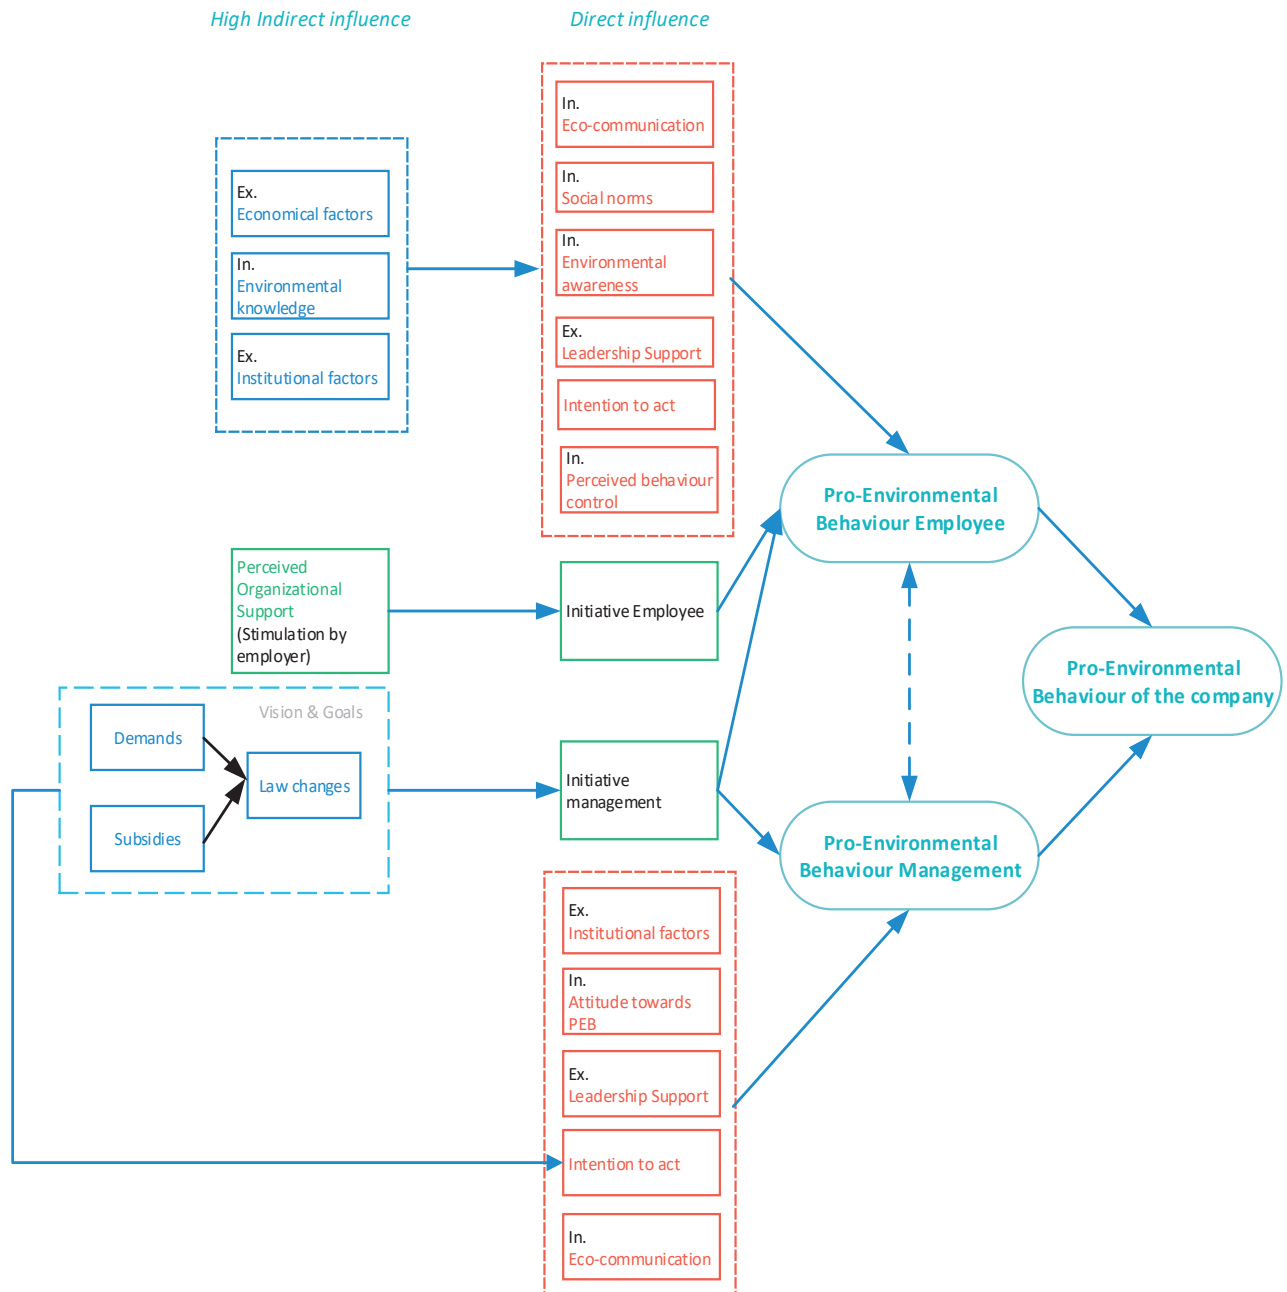 High Indirect influence
Direct influence
In.
Eco-communication
In.
Social norms
In.
Environmental
awareness
Ex.
Leadership Support
Intention to act
In.
Perceived behaviour
control
Ex.
Economical factors
In.
Environmental
knowledge
Ex.
Institutional factors
Pro-Environmental
Behaviour Employee
Perceived
Organizational
Support
(Stimulation by
employer)
Initiative Employee
Pro-Environmental
Behaviour of the company
Vision & Goals
Demands
Law changes
Subsidies
Initiative
management
Pro-Environmental
Behaviour Management
Ex.
Institutional factors
In.
Attitude towards
PEB
Ex.
Leadership Support
Intention to act
In.
Eco-communication